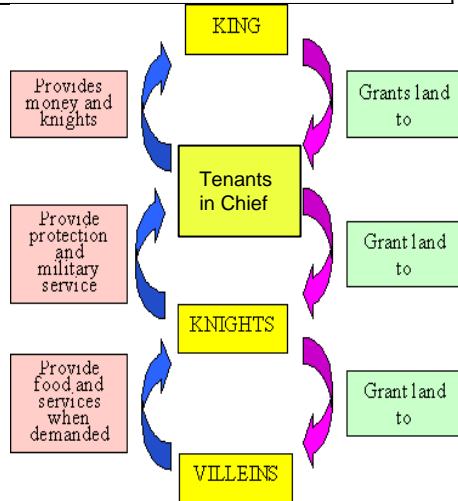 KING
Provides
money and
knights
Grants land
to
Tenants
in Chief
Provide
protection
and
military
service
Grant land
to
KNIGHTS
Provide
food and
services
when
demanded
Grant land
to
VILLEINS